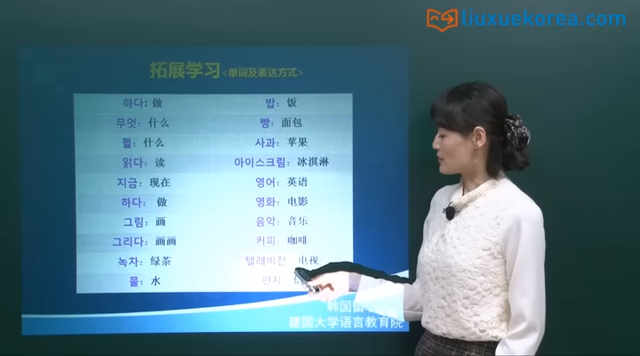 liuxuekorea.com
拓展学习<单词及表达方式>
하다: 做 밥: 饭
무엇: 什么 빵: 面包
뭘: 什么 사과: 苹果
읽다: 读 아이스크림: 冰淇淋
지금: 现在 영어: 英语
하다: 做 영화: 电影
그림: 画 음악: 音乐
그리다: 画画 커피: 咖啡
녹차: 绿茶 텔레비전: 电视
물: 水
韩国
建国大学语言教育院